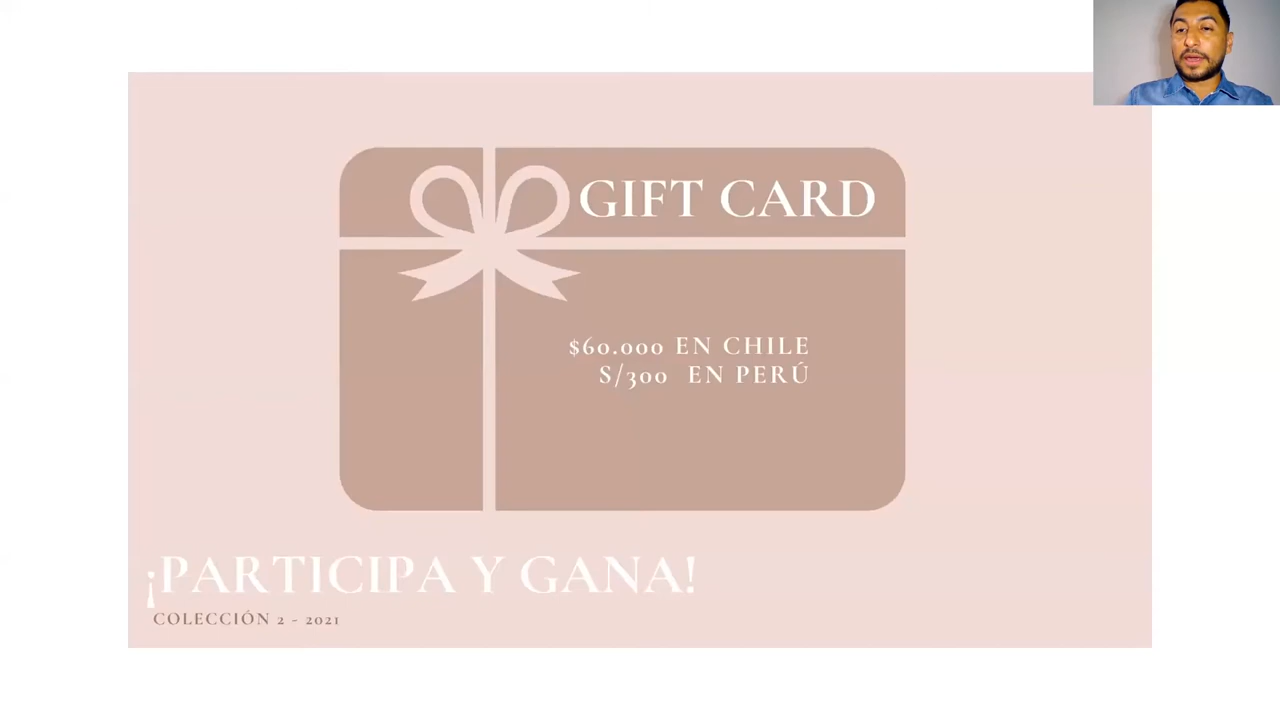 GIFT CARD
$60.000 EN CHILE
S/300 EN PERÚ
¡PARTICIPA Y GANA!
COLECCIÓN 2 - 2021